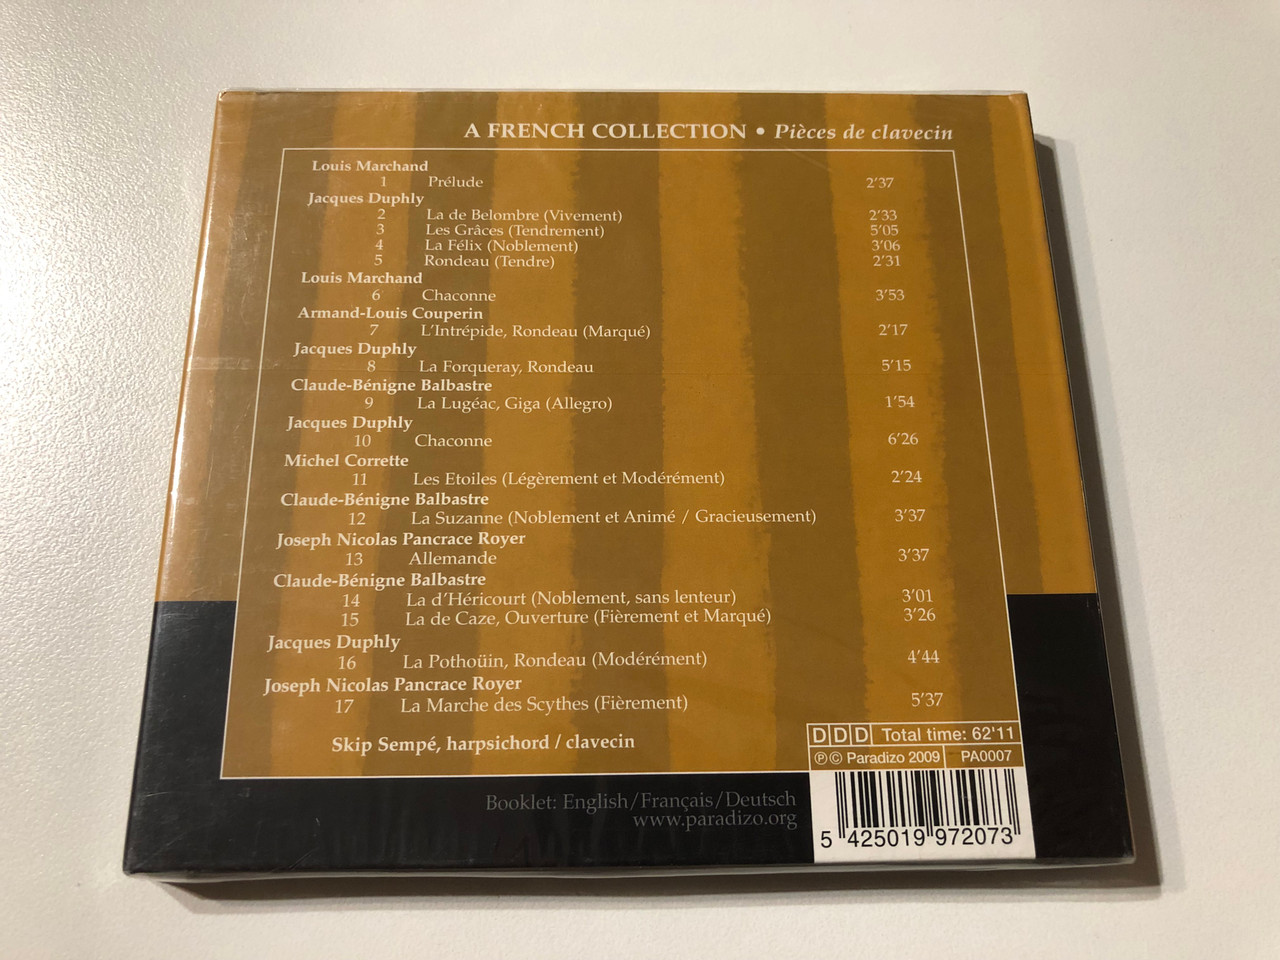 A FRENCH COLLECTION • Pièces de clavecin
Louis Marchand
1 Prélude 2'37
Jacques Duphly
2 La de Belombre (Vivement) 2'33
3 Les Grâces (Tendrement) 5'05
4 La Félix (Noblement) 3'06
5 Rondeau (Tendre) 2'31
Louis Marchand
6 Chaconne 3'53
Armand-Louis Couperin
7 L'Intrépide, Rondeau (Marqué) 2'17
Jacques Duphly
8 La Forqueray, Rondeau 5'15
Claude-Bénigne Balbastre
9 La Lugéac, Giga (Allegro) 1'54
Jacques Duphly
10 Chaconne 6'26
Michel Corrette
11 Les Etoiles (Légèrement et Modérément) 2'24
Claude-Bénigne Balbastre
12 La Suzanne (Noblement et Animé / Gracieusement) 3'37
Joseph Nicolas Pancrace Royer
13 Allemande 3'37
Claude-Bénigne Balbastre
14 La d'Héricourt (Noblement, sans lenteur) 3'01
15 La de Caze, Ouverture (Fièrement et Marqué) 3'26
Jacques Duphly
16 La Pothoüin, Rondeau (Modérément) 4'44
Joseph Nicolas Pancrace Royer
17 La Marche des Scythes (Fièrement) 5'37
Skip Sempé, harpsichord / clavecin
DDD Total time: 62'11
℗© Paradizo 2009 PA0007
Booklet: English/Français/Deutsch
www.paradizo.org
5 425019 972073